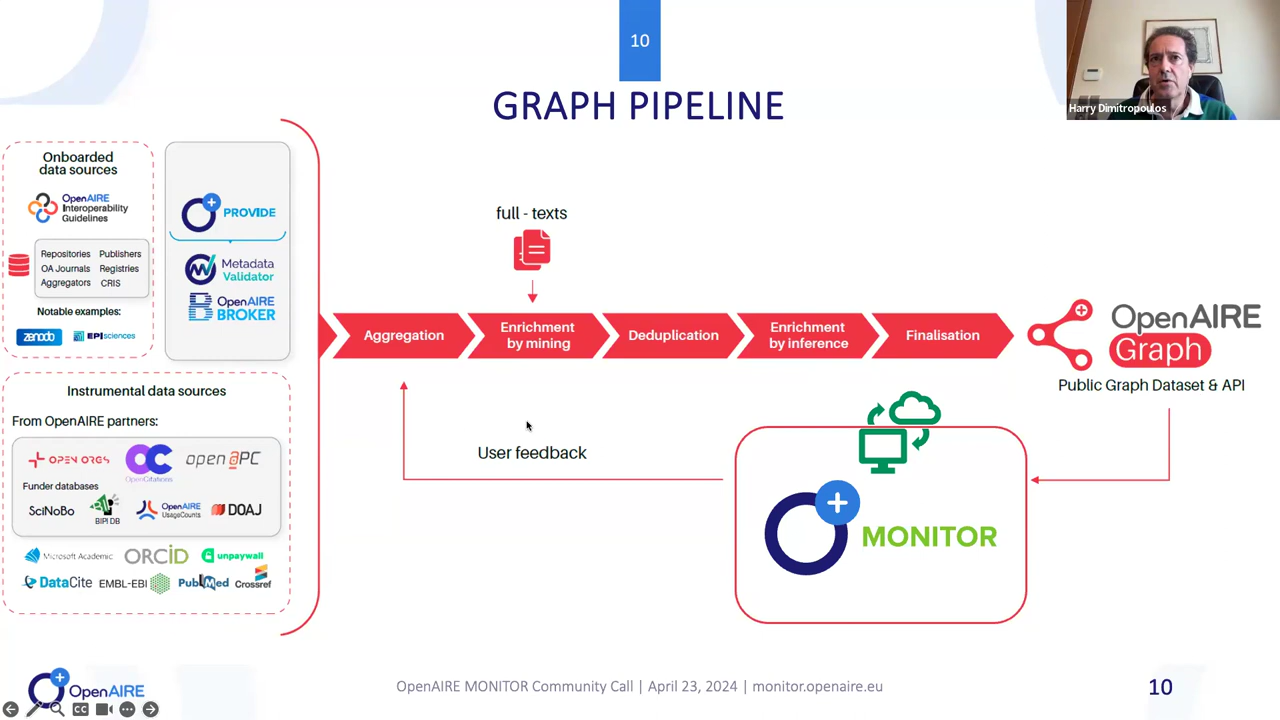 10
Harry Dimitropoulos
GRAPH PIPELINE
Onboarded
data sources
OpenAIRE
Interoperability
Guidelines
Repositories Publishers
OA Journals Registries
Aggregators CRIS
Notable examples:
zenodo
EPIsciences
PROVIDE
Metadata
Validator
OpenAIRE
BROKER
Instrumental data sources
From OpenAIRE partners:
OPEN ORGS
OpenCitations
openAPC
Funder databases
SciNoBo
BIPI DB
OpenAIRE
UsageCounts
DOAJ
Microsoft Academic
ORCID
unpaywall
DataCite
EMBL-EBI
PubMed
Crossref
full - texts
Aggregation
Enrichment
by mining
Deduplication
Enrichment
by inference
Finalisation
OpenAIRE
Graph
Public Graph Dataset & API
User feedback
MONITOR
OpenAIRE
CC
OpenAIRE MONITOR Community Call | April 23, 2024 | monitor.openaire.eu
10